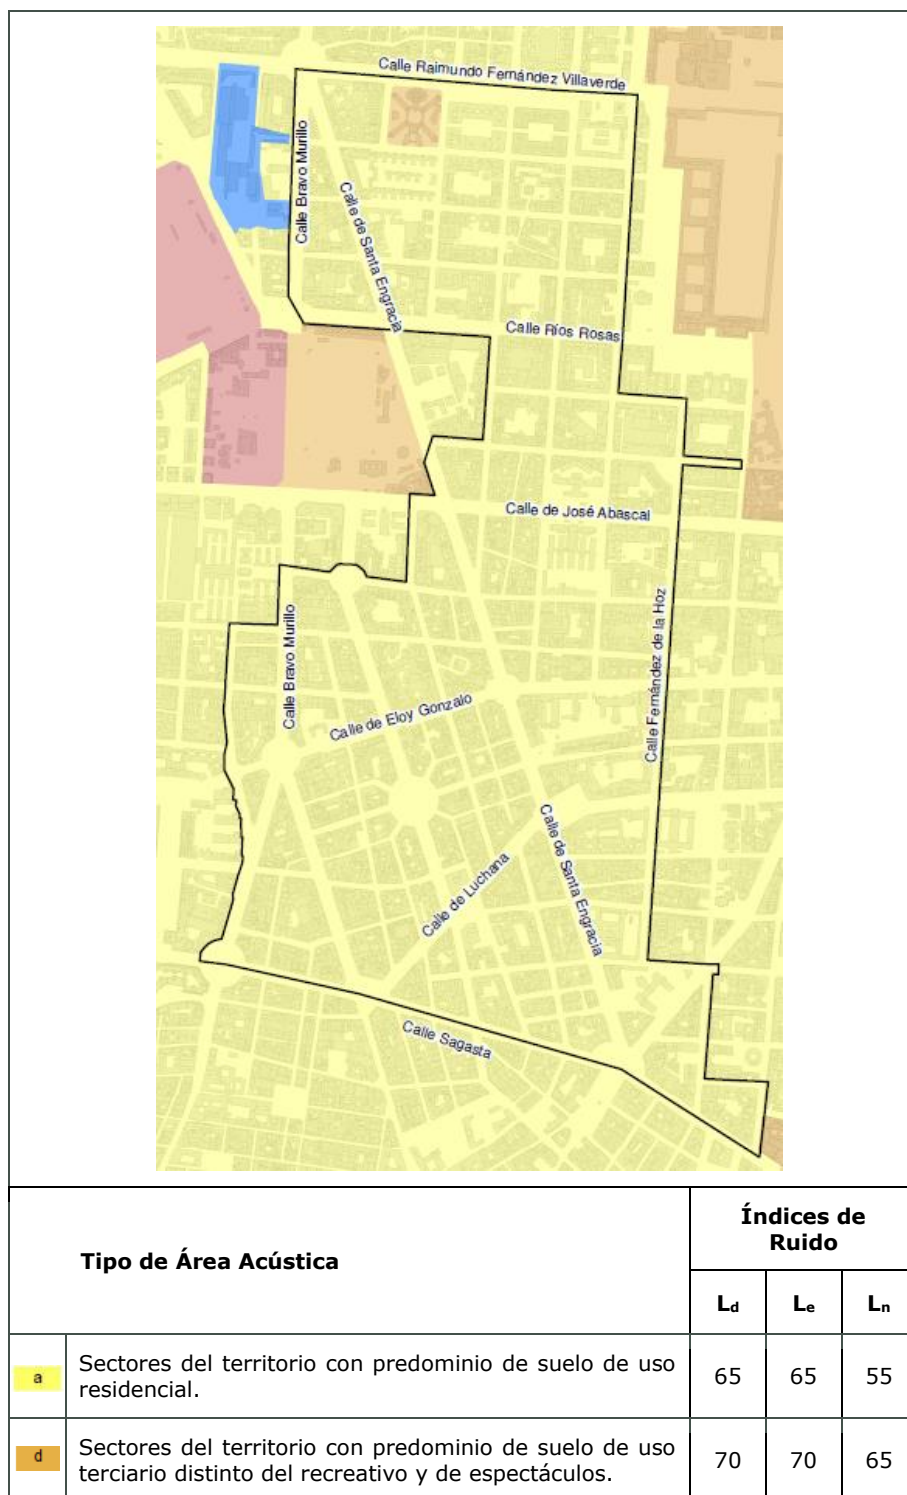 Calle Raimundo Fernández Villaverde
Calle Bravo Murillo
Calle de Santa Engracia
Calle Ríos Rosas
Calle de José Abascal
Calle Bravo Murillo
Calle Fernández de la Hoz
Calle de Eloy Gonzalo
Calle de Luchana
Calle de Santa Engracia
Calle Sagasta
Tipo de Área Acústica
Índices de
Ruido
Ld Le Ln
a Sectores del territorio con predominio de suelo de uso
residencial. 65 65 55
d Sectores del territorio con predominio de suelo de uso
terciario distinto del recreativo y de espectáculos. 70 70 65